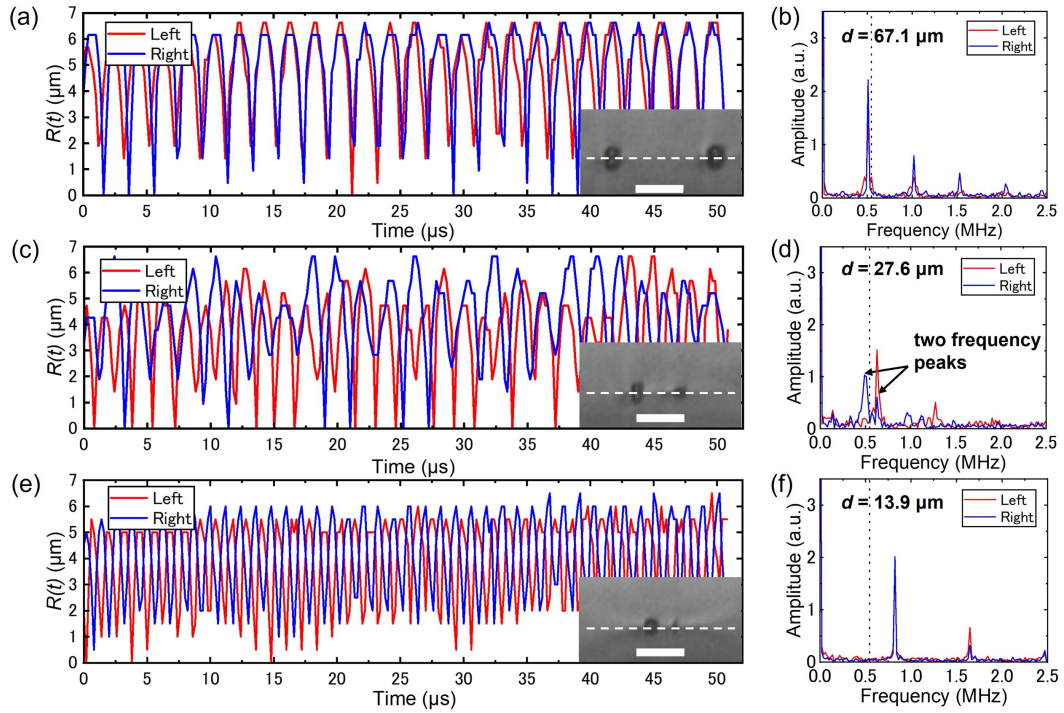 (a)
7
6
5
4
3
2
1
0
R(t) (µm)
Left
Right
0 5 10 15 20 25 30 35 40 45 50
Time (µs)
(b)
3
2
1
0
Amplitude (a.u.)
d = 67.1 µm
Left
Right
0.0 0.5 1.0 1.5 2.0 2.5
Frequency (MHz)
(c)
7
6
5
4
3
2
1
0
R(t) (µm)
Left
Right
0 5 10 15 20 25 30 35 40 45 50
Time (µs)
(d)
3
2
1
0
Amplitude (a.u.)
d = 27.6 µm
Left
Right
two frequency
peaks
0.0 0.5 1.0 1.5 2.0 2.5
Frequency (MHz)
(e)
7
6
5
4
3
2
1
0
R(t) (µm)
Left
Right
0 5 10 15 20 25 30 35 40 45 50
Time (µs)
(f)
3
2
1
0
Amplitude (a.u.)
d = 13.9 µm
Left
Right
0.0 0.5 1.0 1.5 2.0 2.5
Frequency (MHz)